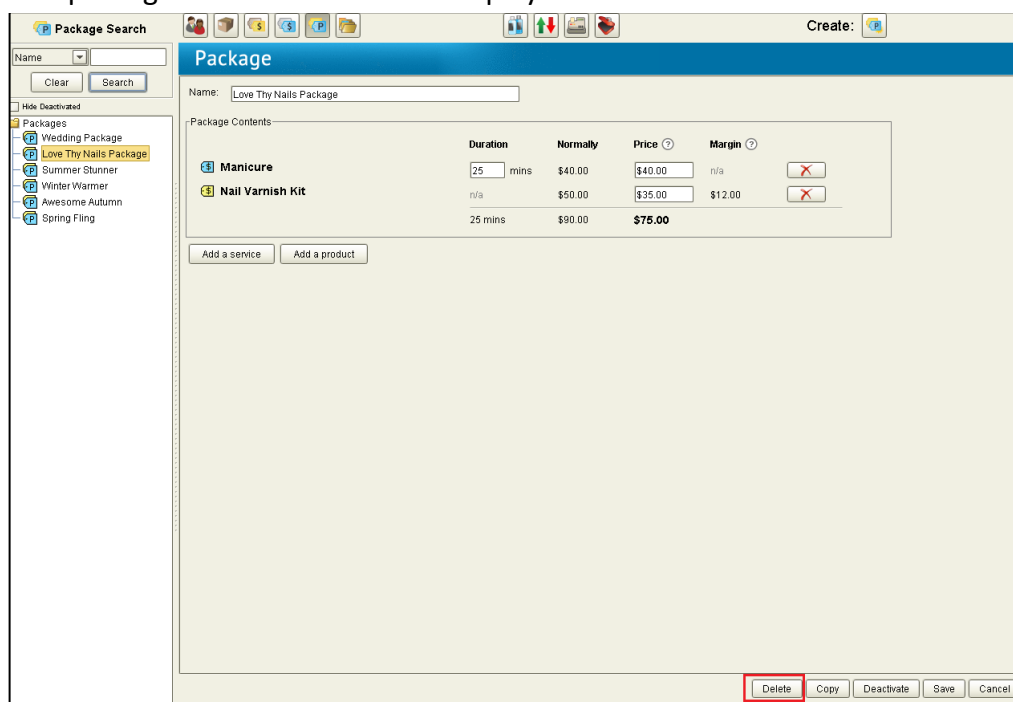 Package Search
Create:
Name
Clear
Search
Hide Deactivated
Packages
Wedding Package
Love Thy Nails Package
Summer Stunner
Winter Warmer
Awesome Autumn
Spring Fling
Package
Name: Love Thy Nails Package
Package Contents
Duration Normally Price ? Margin ?
Manicure 25 mins $40.00 $40.00 n/a
Nail Varnish Kit n/a $50.00 $35.00 $12.00
25 mins $90.00 $75.00
Add a service Add a product
Delete Copy Deactivate Save Cancel